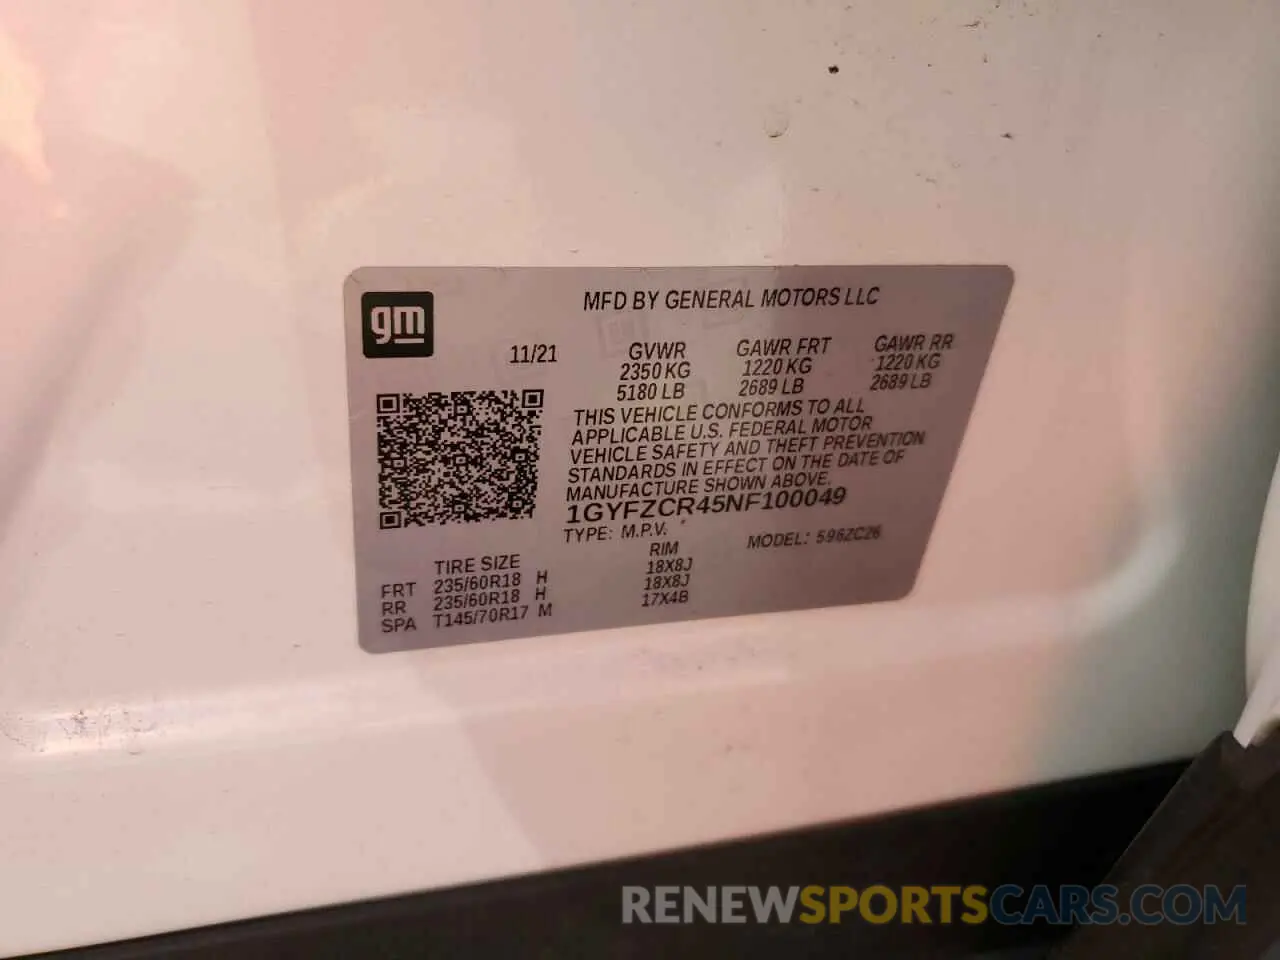 gm
MFD BY GENERAL MOTORS LLC
11/21 GVWR GAWR FRT GAWR RR
2350 KG 1220 KG 1220 KG
5180 LB 2689 LB 2689 LB
THIS VEHICLE CONFORMS TO ALL
APPLICABLE U.S. FEDERAL MOTOR
VEHICLE SAFETY AND THEFT PREVENTION
STANDARDS IN EFFECT ON THE DATE OF
MANUFACTURE SHOWN ABOVE.
1GYFZCR45NF100049
TYPE: M.P.V. MODEL: 596ZC26
TIRE SIZE RIM
FRT 235/60R18 H 18X8J
RR 235/60R18 H 18X8J
SPA T145/70R17 M 17X4B
RENEWSPORTSCARS.COM